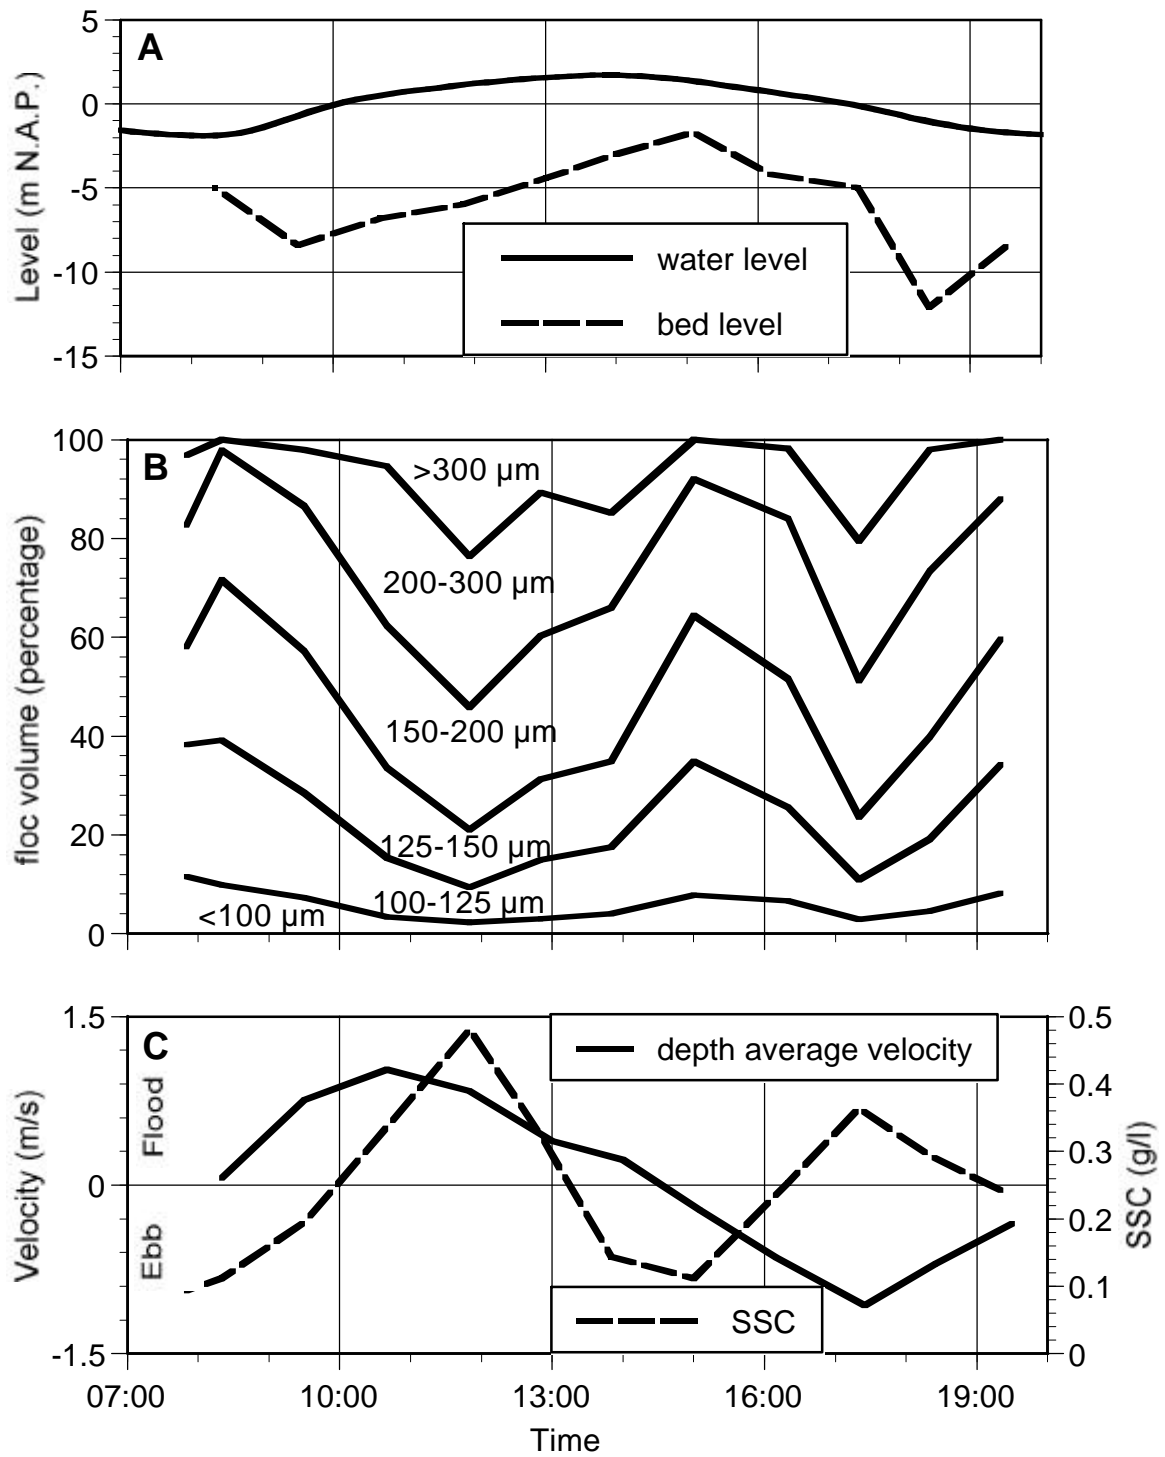 A
5
0
-5
-10
-15
Level (m N.A.P.)
water level
bed level
B
100
80
60
40
20
0
floc volume (percentage)
>300 µm
200-300 µm
150-200 µm
125-150 µm
100-125 µm
<100 µm
C
1.5
0
-1.5
Velocity (m/s)
Flood
Ebb
depth average velocity
SSC
0.5
0.4
0.3
0.2
0.1
0
SSC (g/l)
07:00 10:00 13:00 16:00 19:00
Time